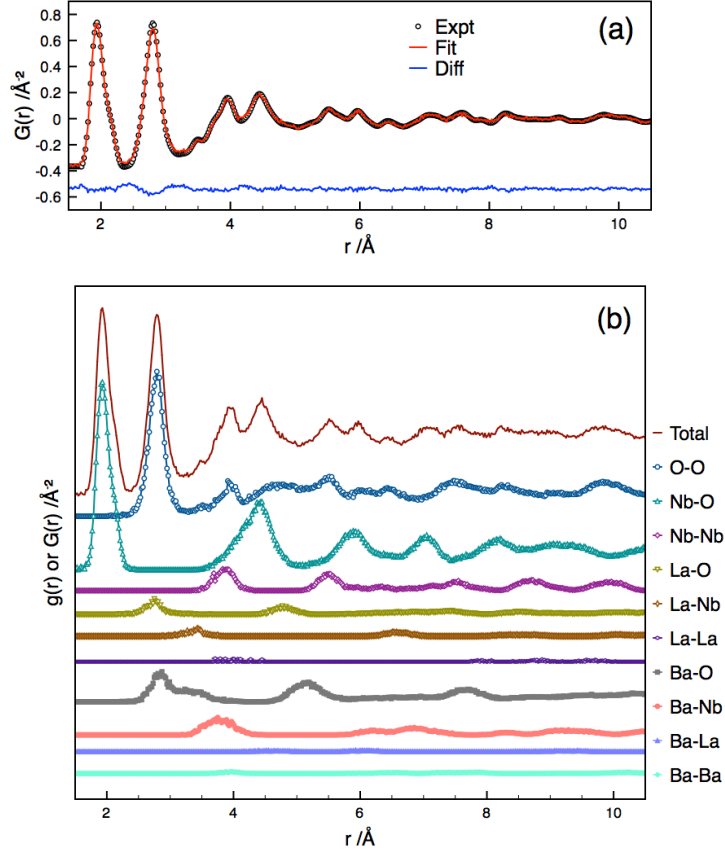 (a)
Expt
Fit
Diff
G(r) /Å-2
0.8
0.6
0.4
0.2
0
-0.2
-0.4
-0.6
2 4 6 8 10
r /Å
(b)
g(r) or G(r) /Å-2
Total
O-O
Nb-O
Nb-Nb
La-O
La-Nb
La-La
Ba-O
Ba-Nb
Ba-La
Ba-Ba
2 4 6 8 10
r /Å